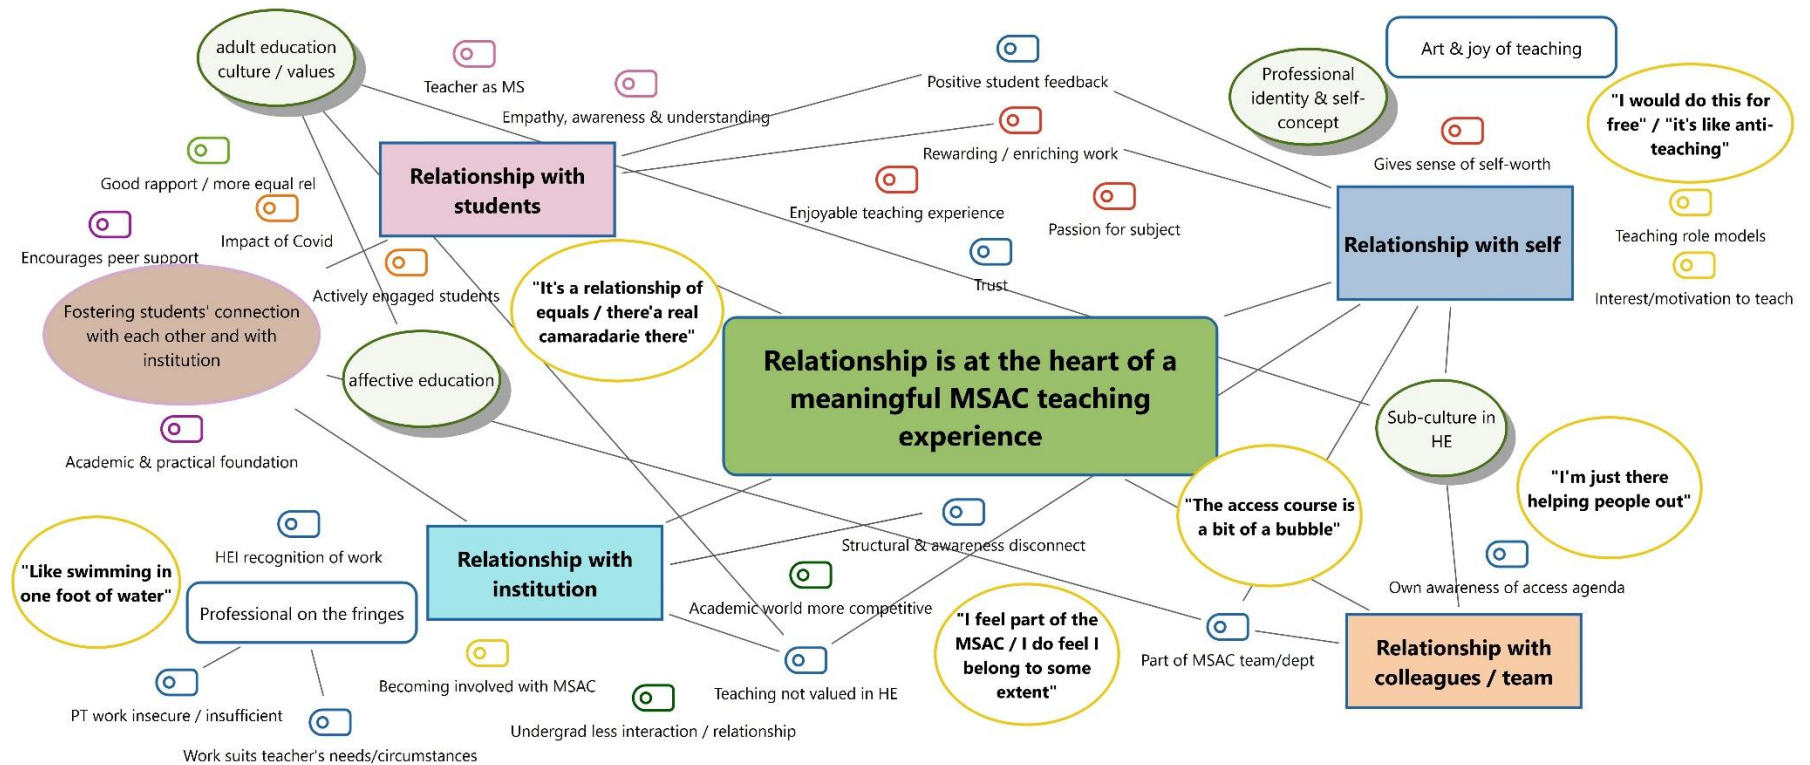 adult education
culture / values
Teacher as MS
Empathy, awareness & understanding
Positive student feedback
Professional
identity & self-
concept
Art & joy of teaching
"I would do this for
free" / "it's like anti-
teaching"
Good rapport / more equal rel
Relationship with
students
Rewarding / enriching work
Gives sense of self-worth
Encourages peer support
Impact of Covid
Enjoyable teaching experience
Passion for subject
Relationship with self
Teaching role models
Actively engaged students
Trust
Interest/motivation to teach
Fostering students' connection
with each other and with
institution
"It's a relationship of
equals / there'a real
camaradarie there"
affective education
Relationship is at the heart of a
meaningful MSAC teaching
experience
Sub-culture in
HE
Academic & practical foundation
"The access course is
a bit of a bubble"
"I'm just there
helping people out"
HEI recognition of work
Relationship with
institution
Structural & awareness disconnect
Own awareness of access agenda
"Like swimming in
one foot of water"
Professional on the fringes
Academic world more competitive
"I feel part of the
MSAC / I do feel I
belong to some
extent"
Part of MSAC team/dept
Relationship with
colleagues / team
Becoming involved with MSAC
Teaching not valued in HE
PT work insecure / insufficient
Undergrad less interaction / relationship
Work suits teacher's needs/circumstances